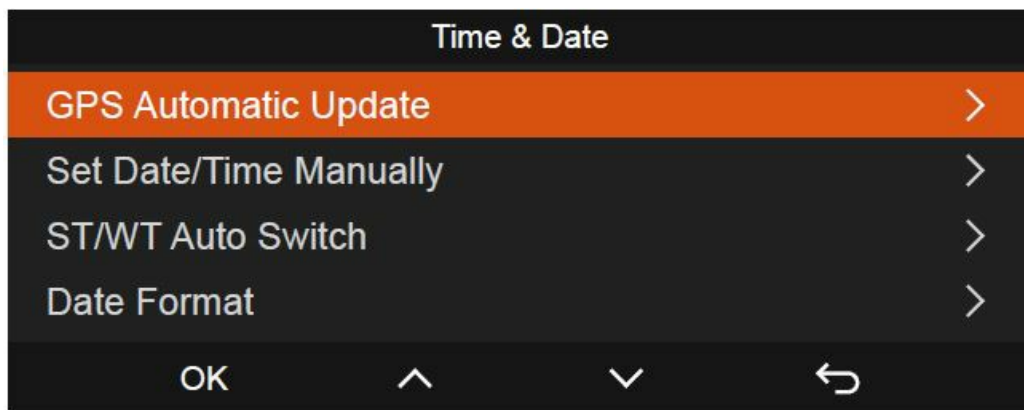 Time & Date
GPS Automatic Update
Set Date/Time Manually
ST/WT Auto Switch
Date Format
OK